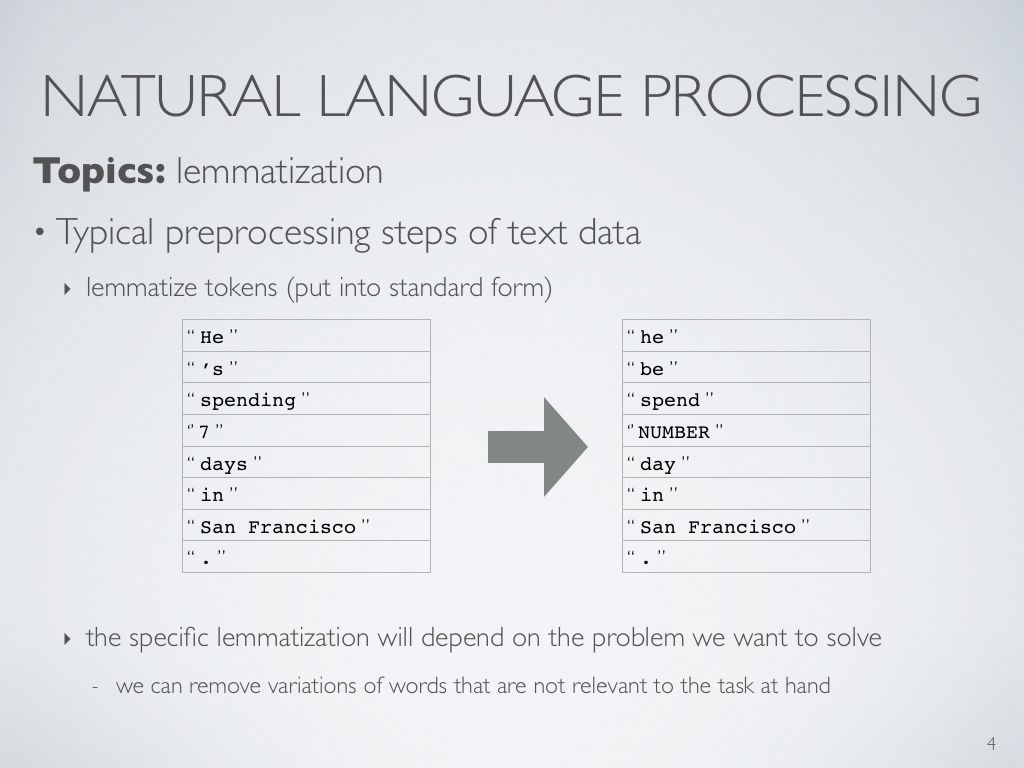 NATURAL LANGUAGE PROCESSING
Topics: lemmatization
• Typical preprocessing steps of text data
‣ lemmatize tokens (put into standard form)
“ He ”
“ ’s ”
“ spending ”
“ 7 ”
“ days ”
“ in ”
“ San Francisco ”
“ . ”
“ he ”
“ be ”
“ spend ”
“ NUMBER ”
“ day ”
“ in ”
“ San Francisco ”
“ . ”
‣ the specific lemmatization will depend on the problem we want to solve
- we can remove variations of words that are not relevant to the task at hand
4